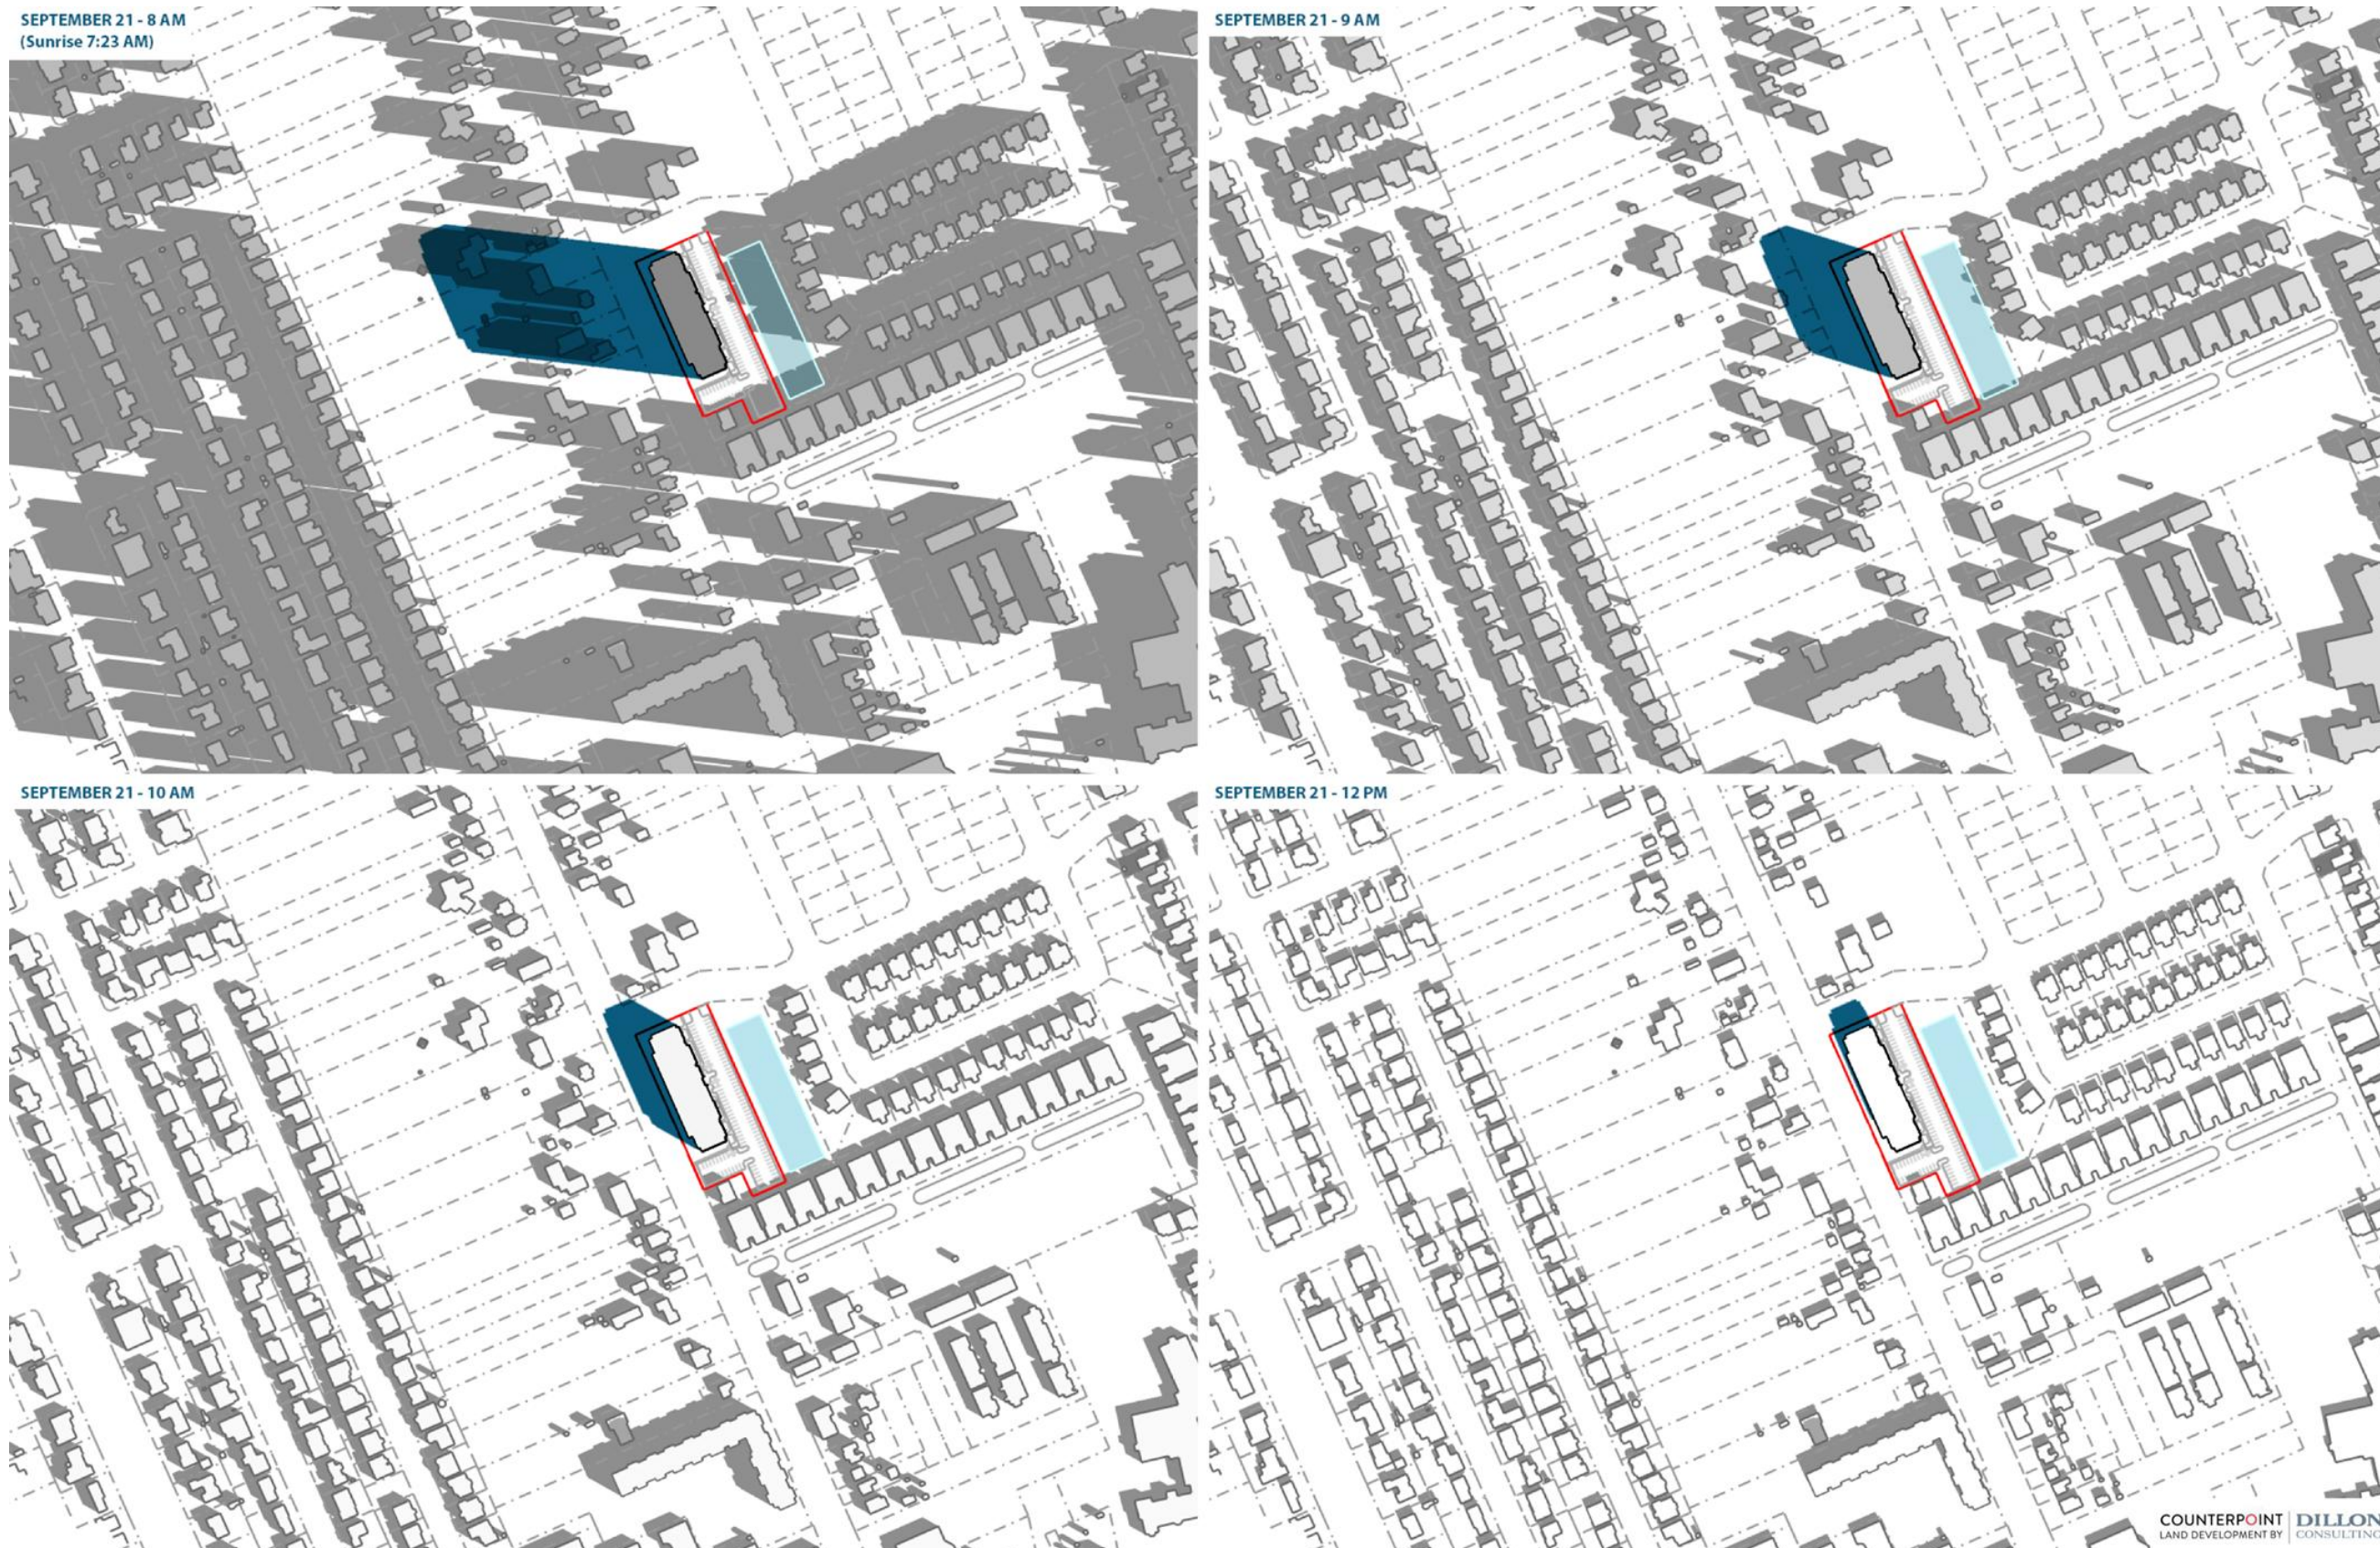 SEPTEMBER 21 - 8 AM
(Sunrise 7:23 AM)
SEPTEMBER 21 - 9 AM
SEPTEMBER 21 - 10 AM
SEPTEMBER 21 - 12 PM
COUNTERPOINT
LAND DEVELOPMENT BY
DILLON
CONSULTING